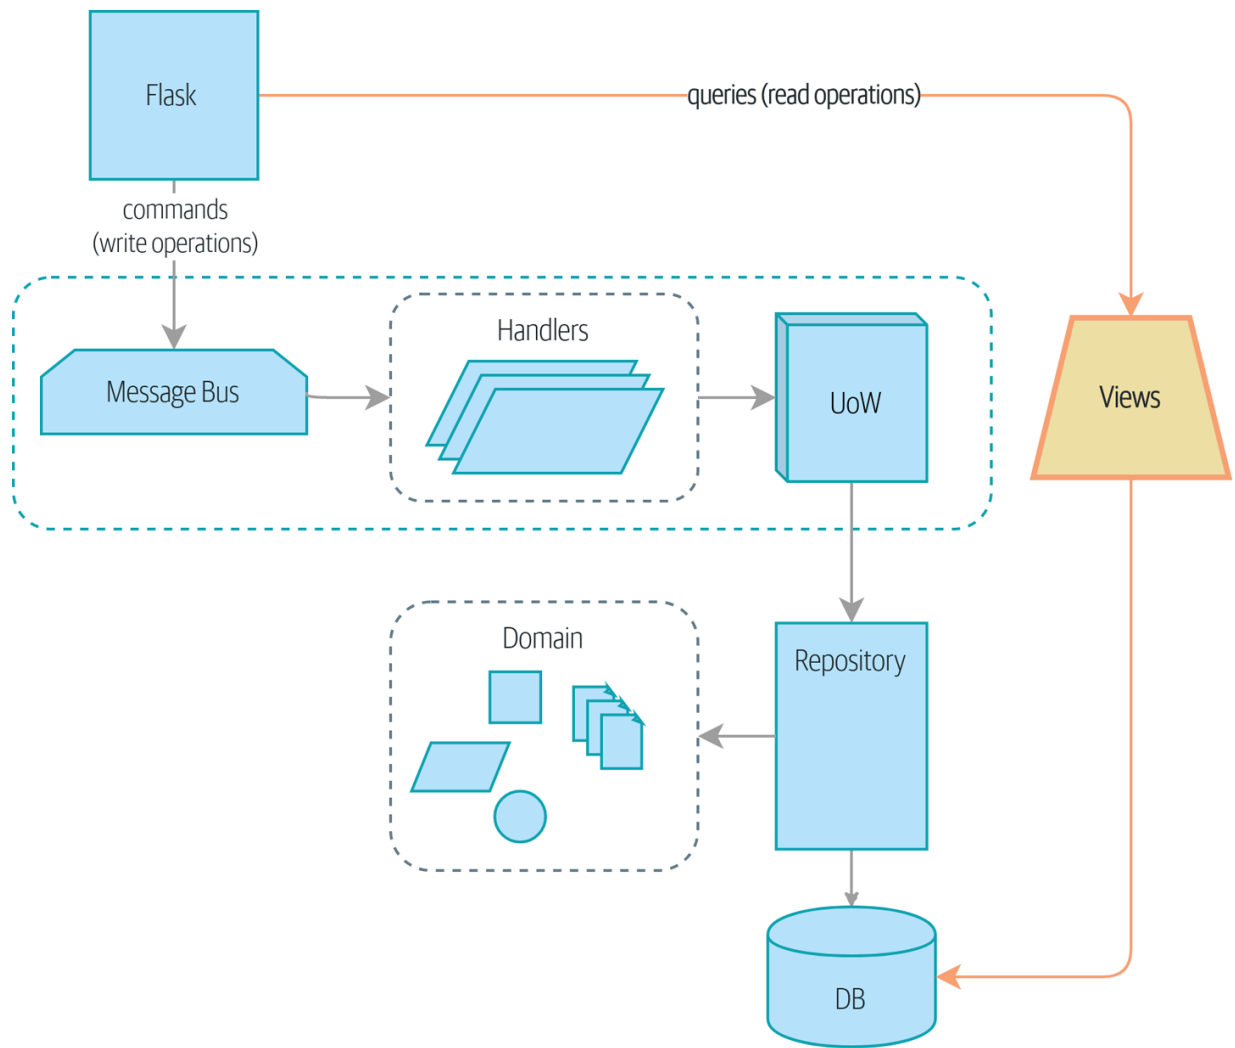 Flask
queries (read operations)
commands
(write operations)
Handlers
Message Bus
UoW
Views
Domain
Repository
DB